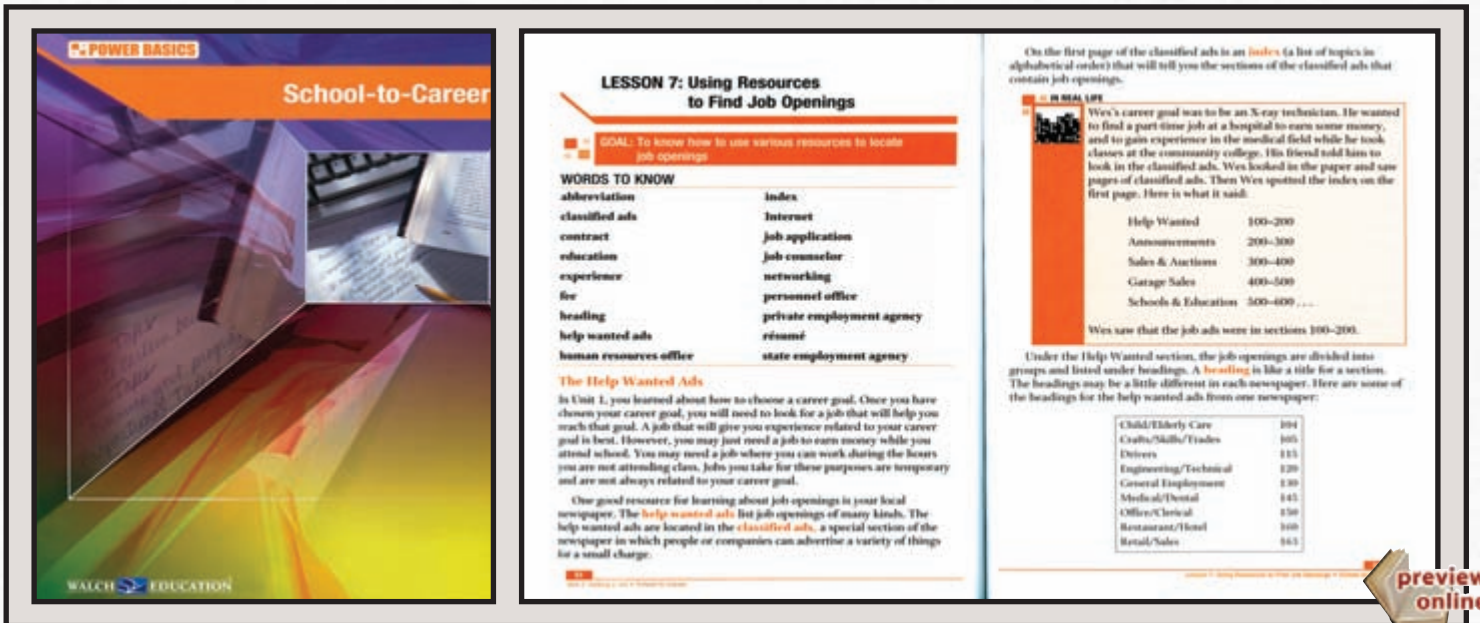 POWER BASICS
School-to-Career
WALCH EDUCATION
LESSON 7: Using Resources
to Find Job Openings
GOAL: To know how to use various resources to locate
job openings
WORDS TO KNOW
abbreviation index
classified ads Internet
contract job application
education job counselor
experience networking
fee personnel office
heading private employment agency
help wanted ads résumé
human resources office state employment agency
The Help Wanted Ads
In Unit 1, you learned about how to choose a career goal. Once you have
chosen your career goal, you will need to look for a job that will help you
reach that goal. A job that will give you experience related to your career
goal is best. However, you may just need a job to earn money while you
attend school. You may need a job where you can work during the hours
you are not attending class. Jobs you take for these purposes are temporary
and are not always related to your career goal.
One good resource for learning about job openings is your local
newspaper. The help wanted ads list job openings of many kinds. The
help wanted ads are located in the classified ads, a special section of the
newspaper in which people or companies can advertise a variety of things
for a small charge.
On the first page of the classified ads is an index (a list of topics in
alphabetical order) that will tell you the sections of the classified ads that
contain job openings.
IN REAL LIFE
Wes's career goal was to be an X-ray technician. He wanted
to find a part-time job at a hospital to earn some money,
and to gain experience in the medical field while he took
classes at the community college. His friend told him to
look in the classified ads. Wes looked in the paper and saw
pages of classified ads. Then Wes spotted the index on the
first page. Here is what it said:
Help Wanted 100–200
Announcements 200–300
Sales & Auctions 300–400
Garage Sales 400–500
Schools & Education 500–600 . . .
Wes saw that the job ads were in sections 100–200.
Under the Help Wanted section, the job openings are divided into
groups and listed under headings. A heading is like a title for a section.
The headings may be a little different in each newspaper. Here are some of
the headings for the help wanted ads from one newspaper:
Child/Elderly Care 104
Crafts/Skills/Trades 105
Drivers 115
Engineering/Technical 120
General Employment 130
Medical/Dental 145
Office/Clerical 150
Restaurant/Hotel 160
Retail/Sales 165
preview
online